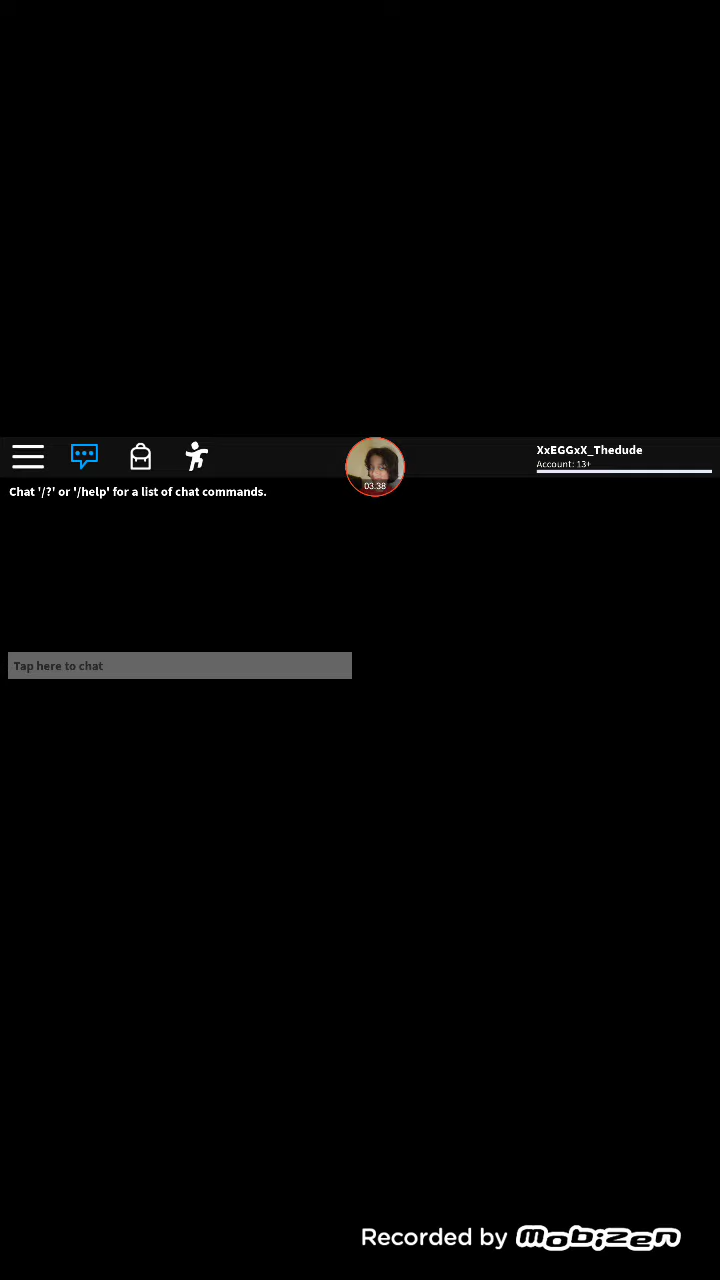 XxEGGxX_Thedude
Account: 13+
03:38
Chat '/?' or '/help' for a list of chat commands.
Tap here to chat
Recorded by mobizen